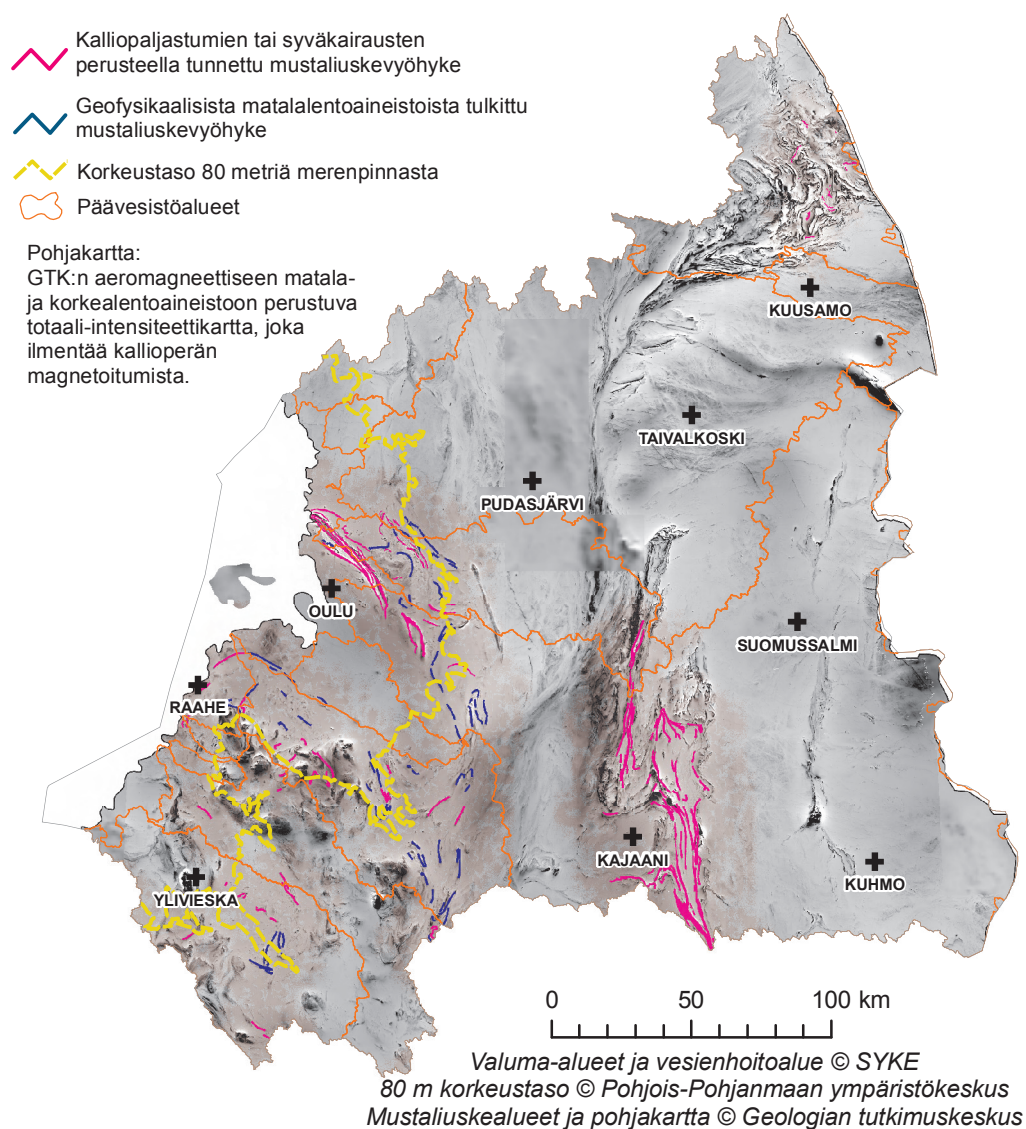 Kalliopaljastumien tai syväkairausten
perusteella tunnettu mustaliuskevyöhyke
Geofysikaalisista matalalentoaineistoista tulkittu
mustaliuskevyöhyke
Korkeustaso 80 metriä merenpinnasta
Päävesistöalueet
Pohjakartta:
GTK:n aeromagneettiseen matala-
ja korkealentoaineistoon perustuva
totaali-intensiteettikartta, joka
ilmentää kallioperän
magnetoitumista.
KUUSAMO
TAIVALKOSKI
PUDASJÄRVI
OULU
SUOMUSSALMI
RAAHE
KAJAANI
KUHMO
YLIVIESKA
0 50 100 km
Valuma-alueet ja vesienhoitoalue © SYKE
80 m korkeustaso © Pohjois-Pohjanmaan ympäristökeskus
Mustaliuskealueet ja pohjakartta © Geologian tutkimuskeskus